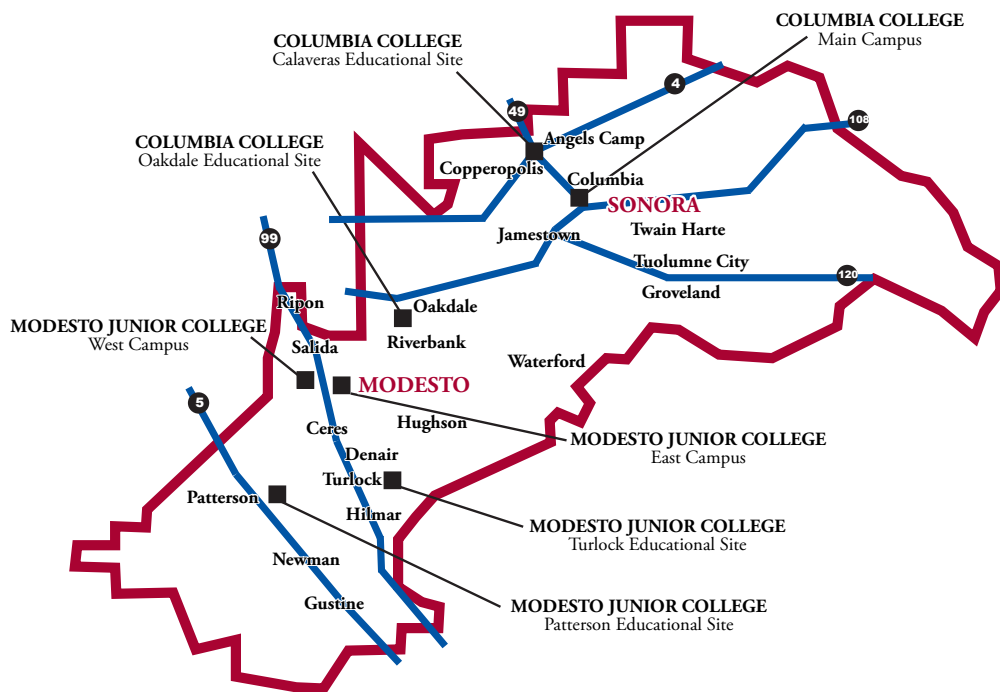 COLUMBIA COLLEGE
Main Campus
COLUMBIA COLLEGE
Calaveras Educational Site
4
49
108
COLUMBIA COLLEGE
Oakdale Educational Site
Angels Camp
Copperopolis
Columbia
SONORA
Twain Harte
Jamestown
99
Tuolumne City
120
Groveland
Ripon
Oakdale
MODESTO JUNIOR COLLEGE
West Campus
Salida
Riverbank
Waterford
MODESTO
5
Hughson
Ceres
MODESTO JUNIOR COLLEGE
East Campus
Denair
Turlock
Patterson
Hilmar
MODESTO JUNIOR COLLEGE
Turlock Educational Site
Newman
Gustine
MODESTO JUNIOR COLLEGE
Patterson Educational Site